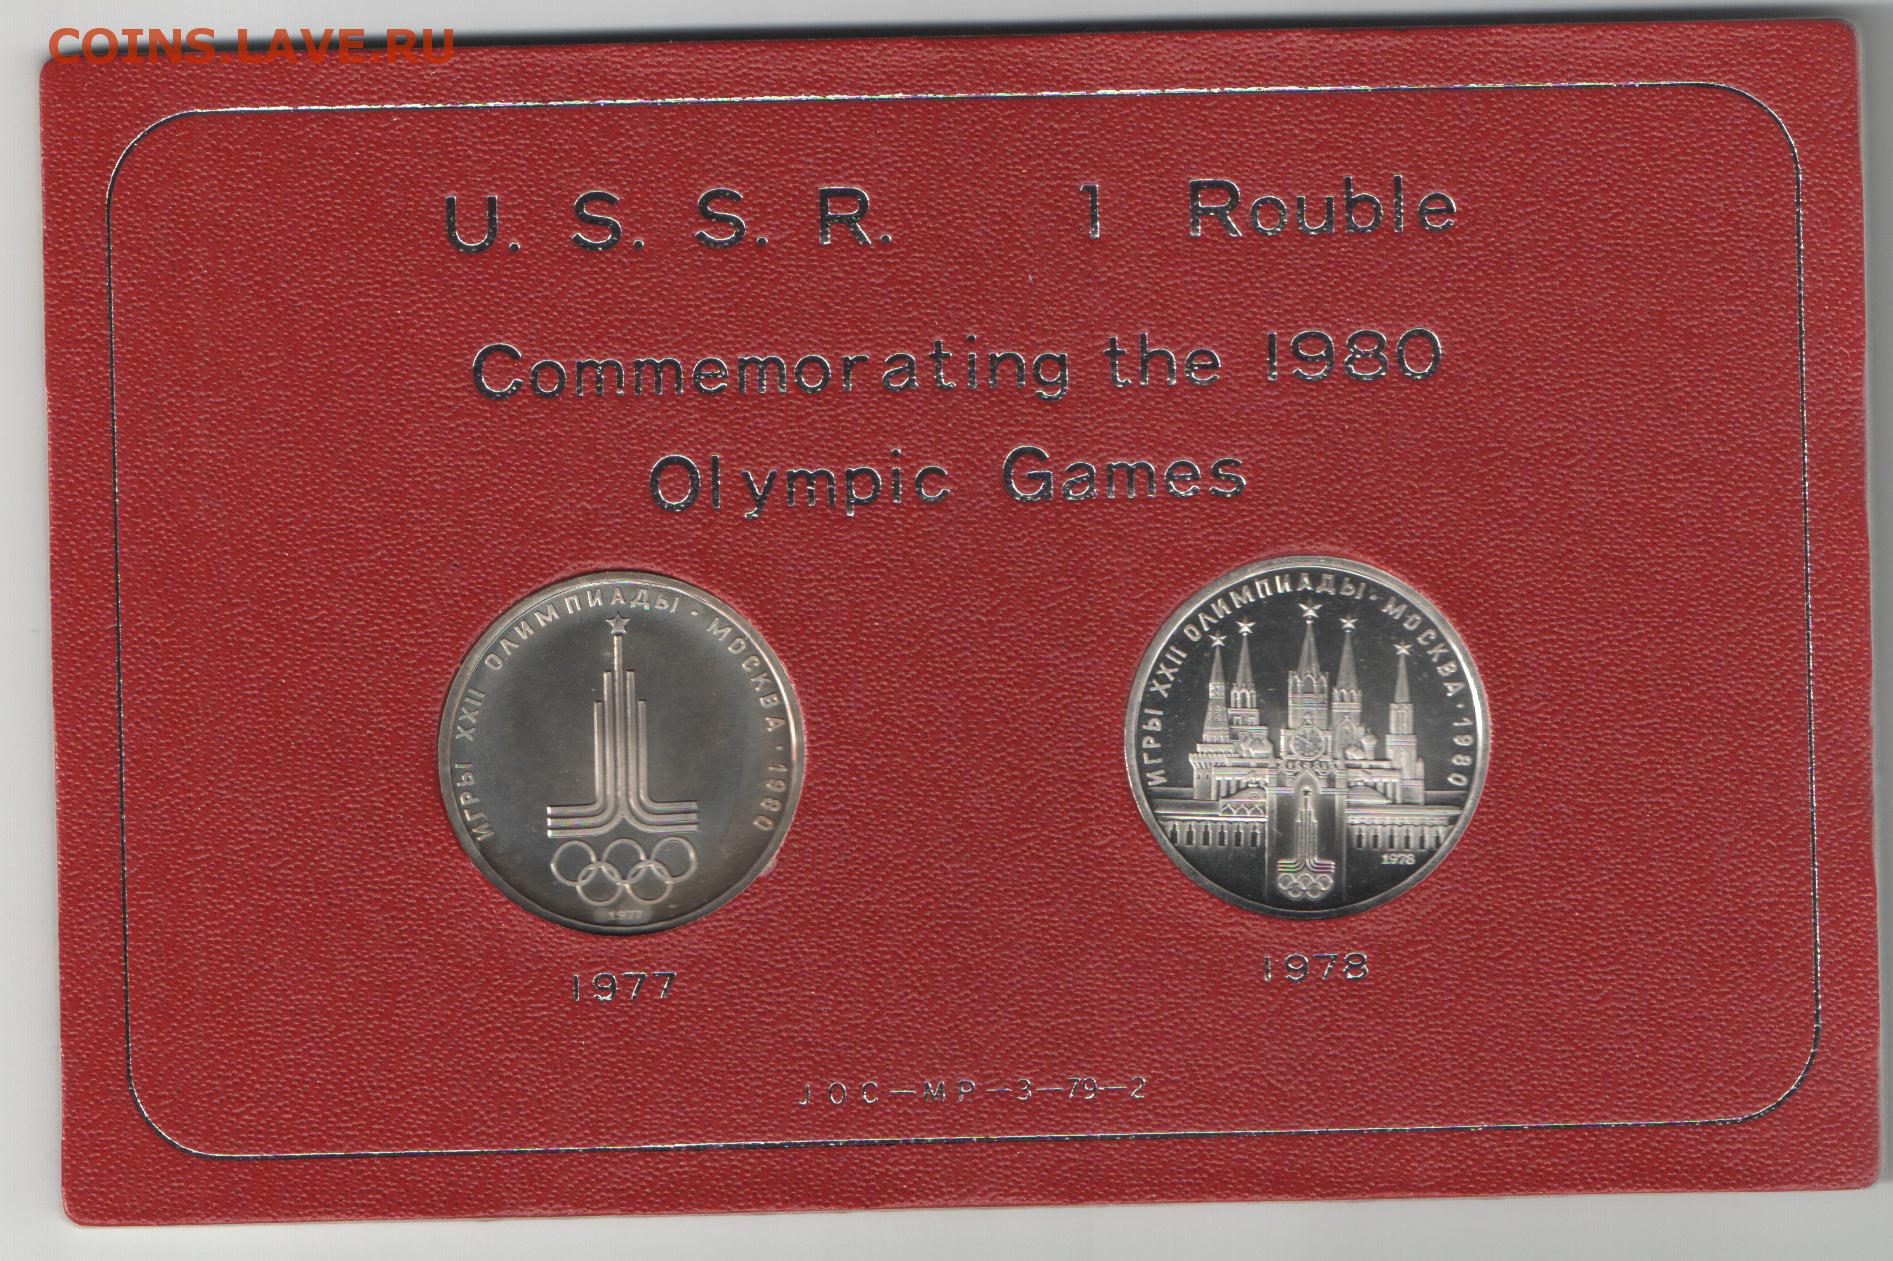 COINS.LAVE.RU
U. S. S. R. 1 Rouble
Commemorating the 1980
Olympic Games
ИГРЫ XXII ОЛИМПИАДЫ · МОСКВА · 1980
1977
ИГРЫ XXII ОЛИМПИАДЫ · МОСКВА · 1980
1978
1977
1978
JOC-MP-3-79-2